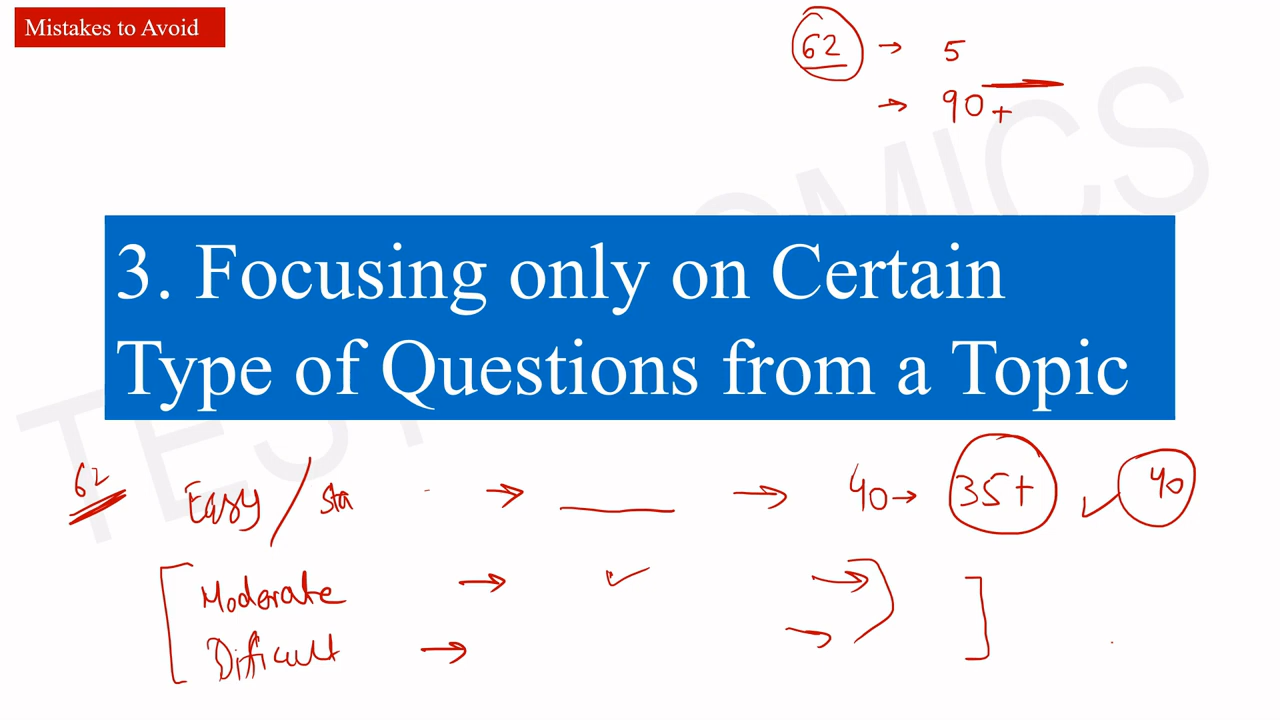 Mistakes to Avoid
62 → 5
→ 90+
3. Focusing only on Certain
Type of Questions from a Topic
62 Easy / Sta → → 40 → 35+ ✓ 40
Moderate → ✓ →
Difficult → →